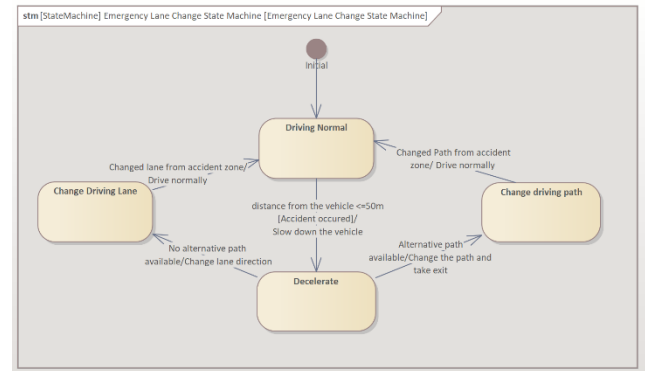 stm [StateMachine] Emergency Lane Change State Machine [Emergency Lane Change State Machine]
Initial
Driving Normal
Changed lane from accident zone/
Drive normally
Changed Path from accident
zone/ Drive normally
Change Driving Lane
Change driving path
distance from the vehicle <=50m
[Accident occured]/
Slow down the vehicle
No alternative path
available/Change lane direction
Alternative path
available/Change the path and
take exit
Decelerate